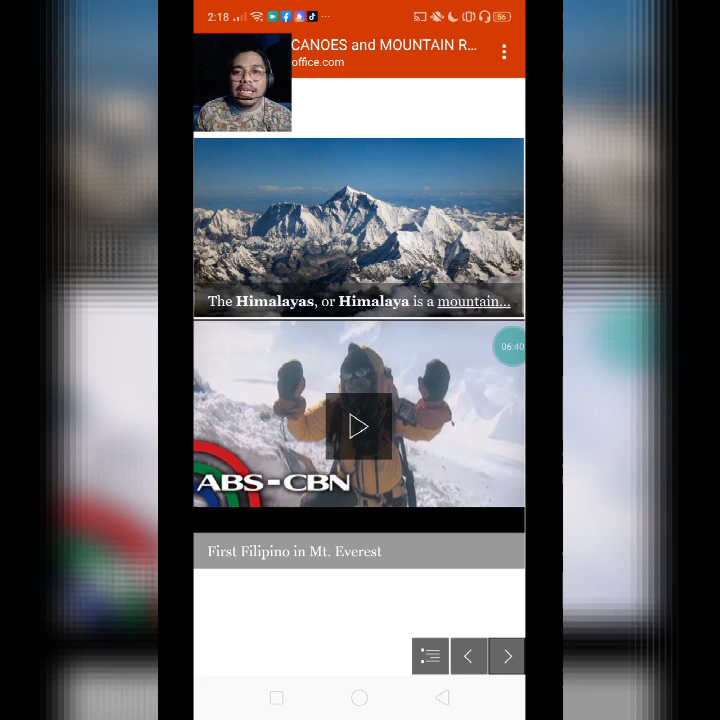 2:18
56
CANOES and MOUNTAIN R...
office.com
The Himalayas, or Himalaya is a mountain...
06:40
ABS-CBN
First Filipino in Mt. Everest